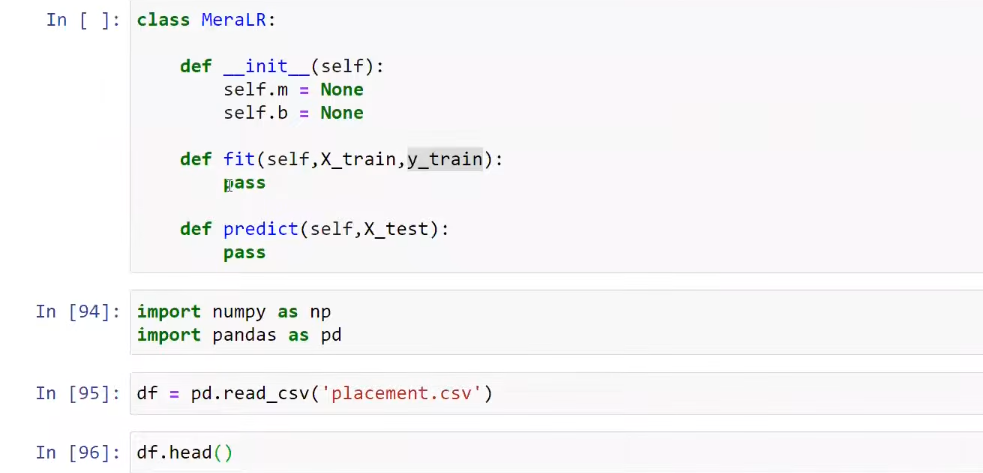 In [ ]: class MeraLR:
def __init__(self):
self.m = None
self.b = None
def fit(self,X_train,y_train):
pass
def predict(self,X_test):
pass
In [94]: import numpy as np
import pandas as pd
In [95]: df = pd.read_csv('placement.csv')
In [96]: df.head()